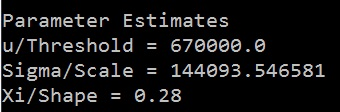 Parameter Estimates
u/Threshold = 670000.0
Sigma/Scale = 144093.546581
Xi/Shape = 0.28